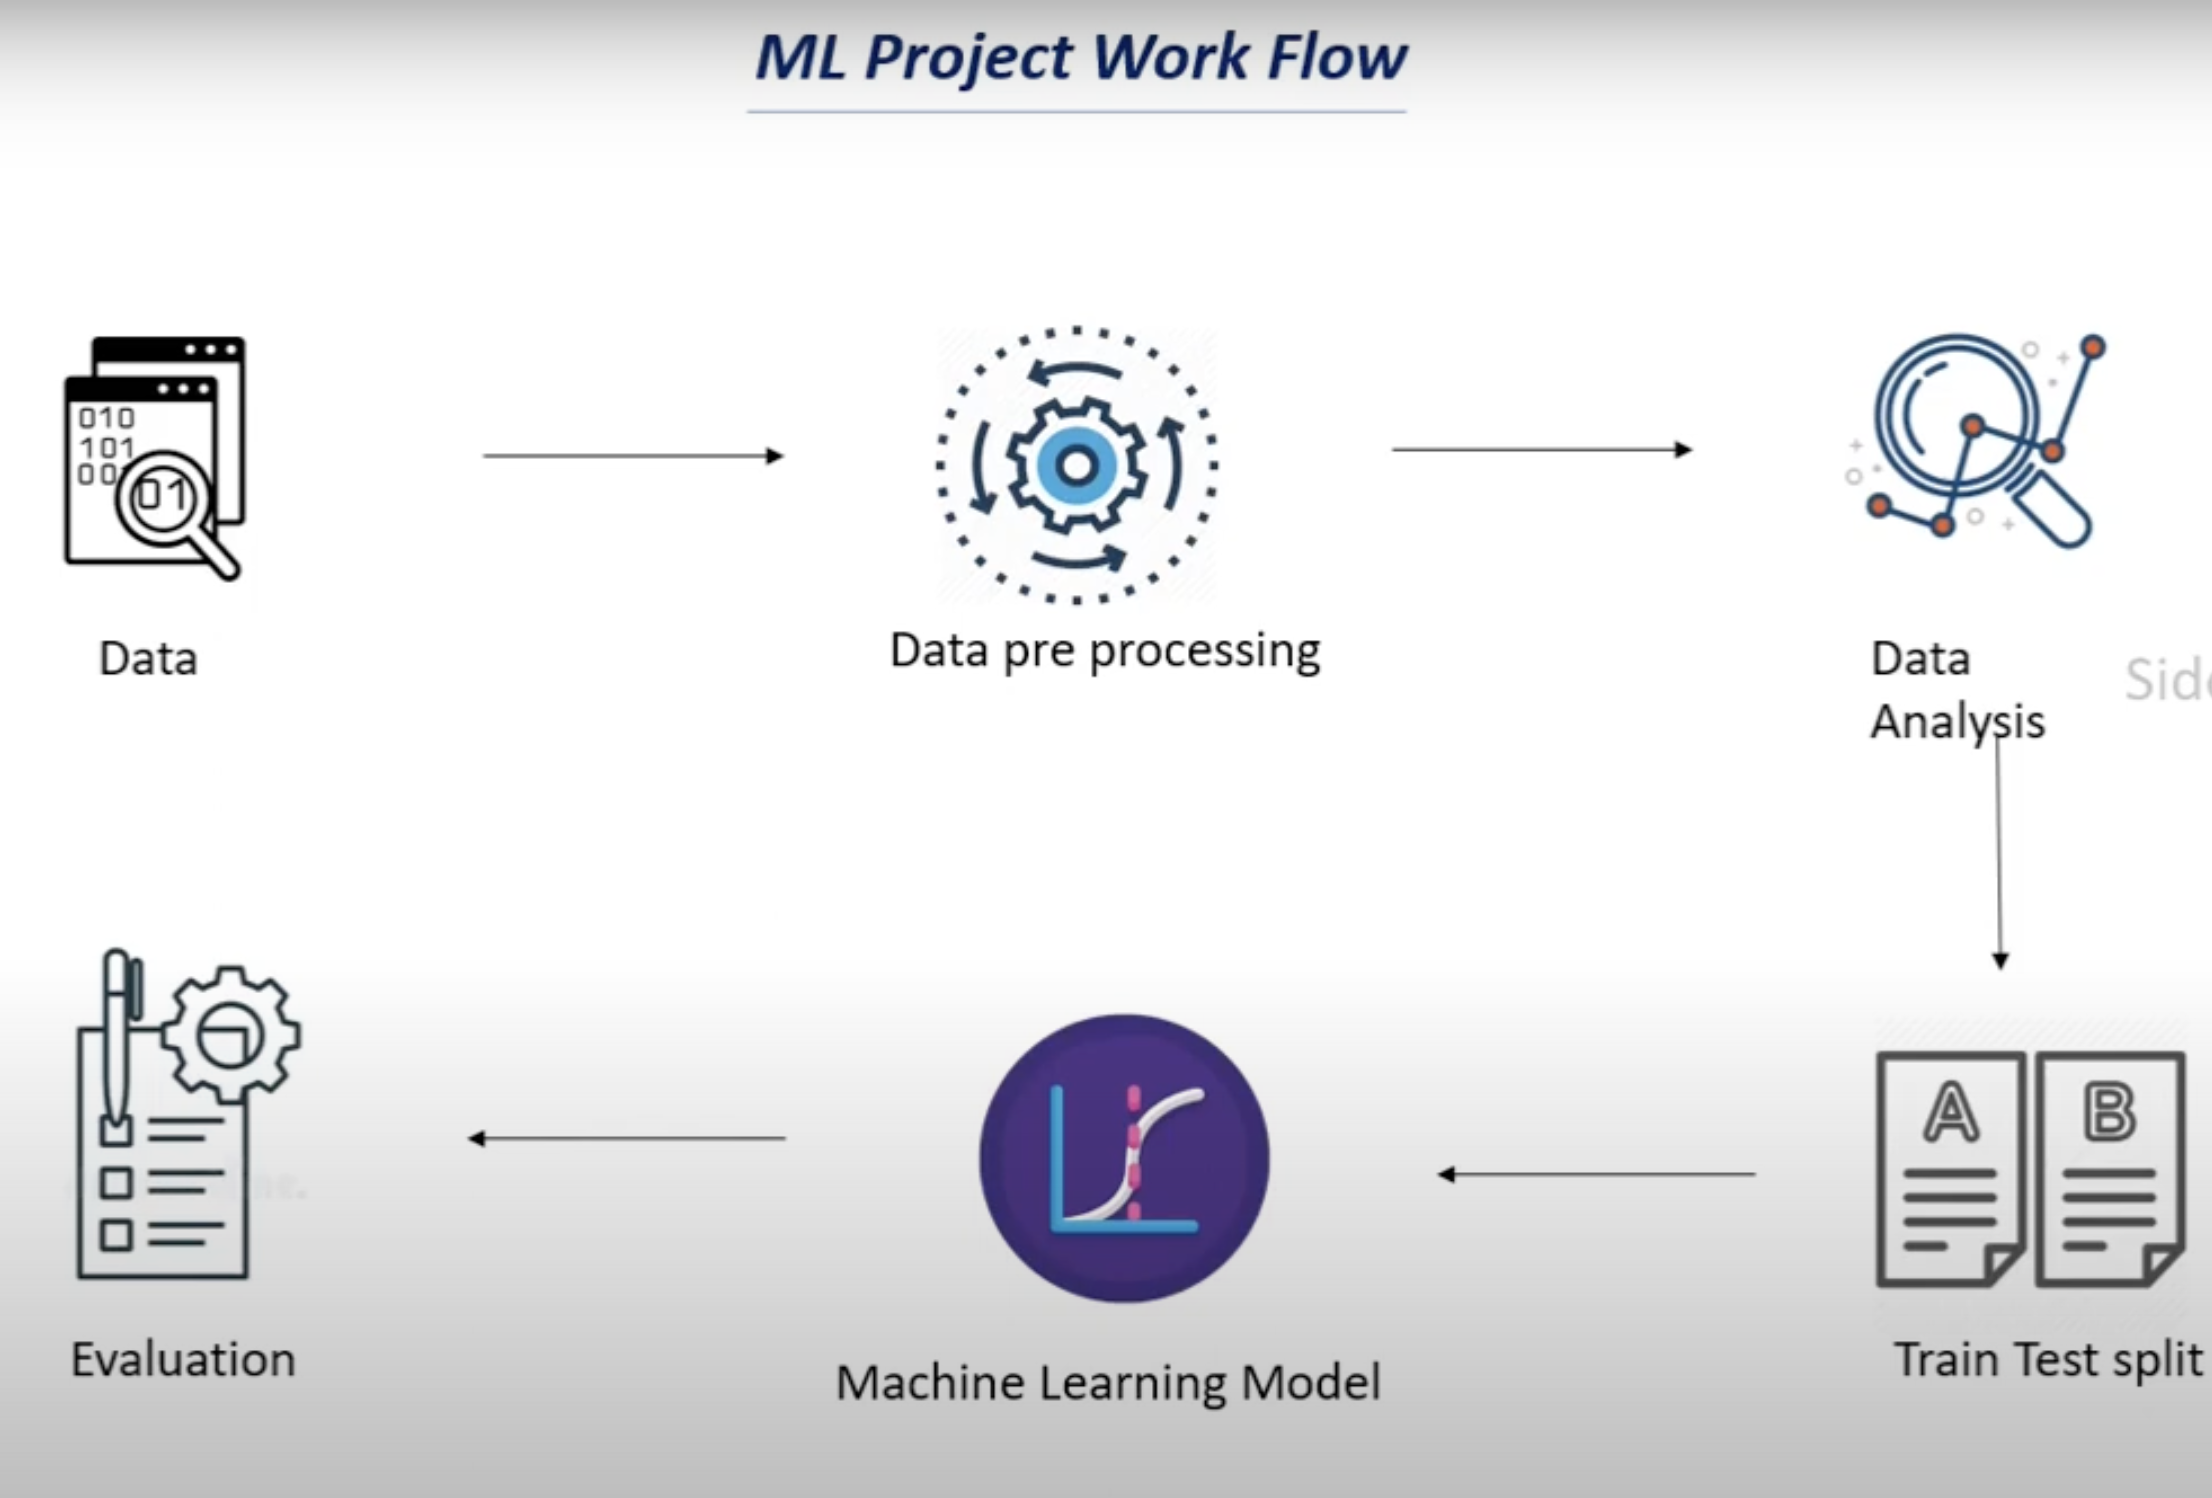 ML Project Work Flow
010
101
00
01
Data
Data pre processing
Data
Analysis
Sid
A
B
Evaluation
Machine Learning Model
Train Test split